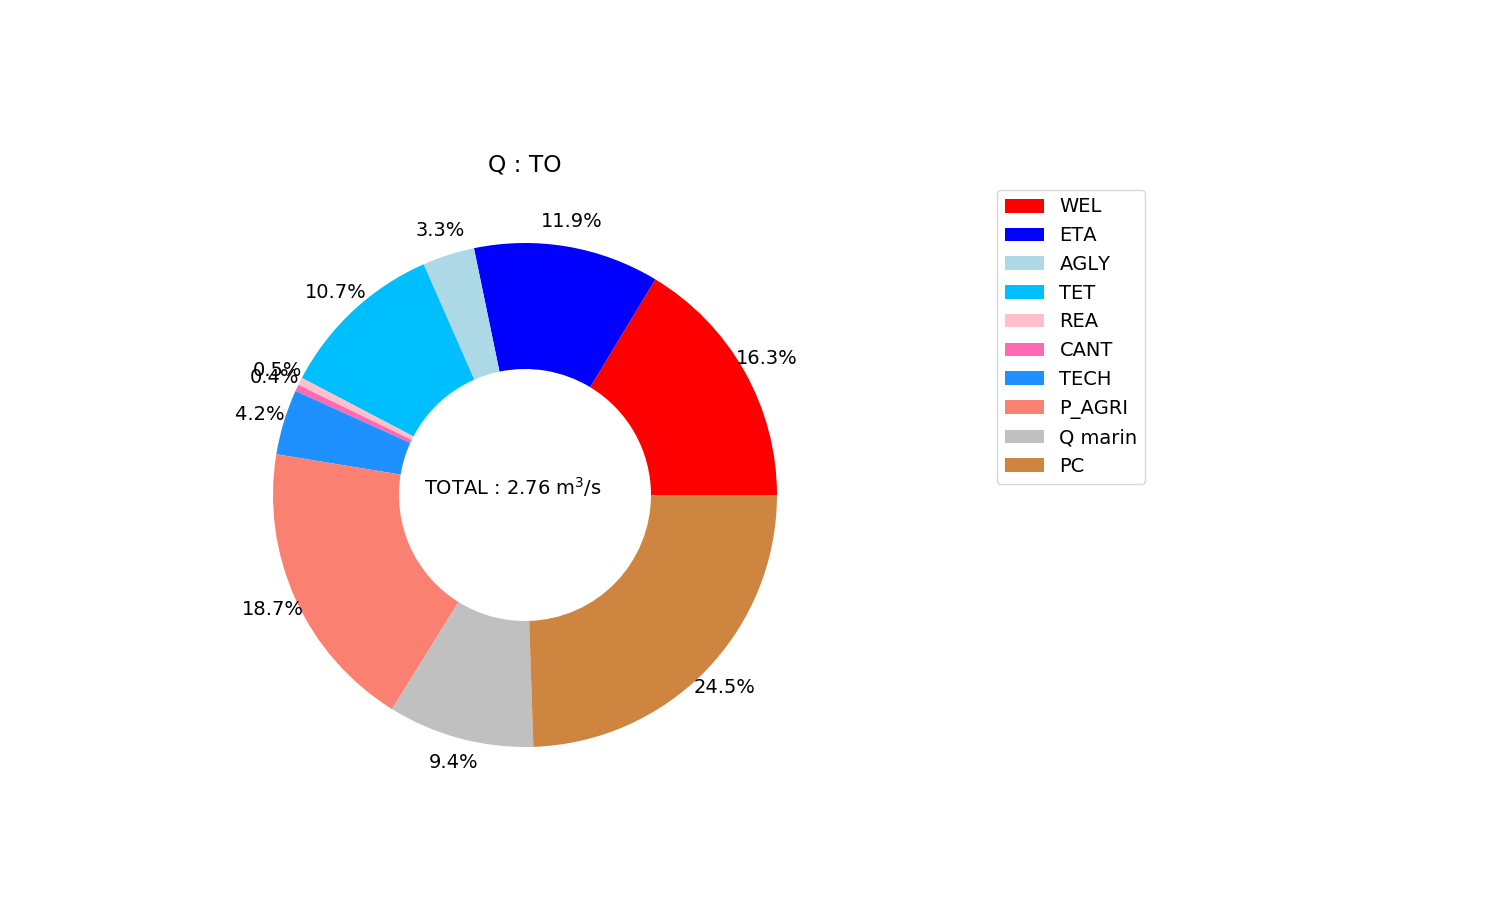 Q : TO
11.9%
3.3%
10.7%
16.3%
0.5%
0.4%
4.2%
TOTAL : 2.76 m³/s
18.7%
24.5%
9.4%
WEL
ETA
AGLY
TET
REA
CANT
TECH
P_AGRI
Q marin
PC